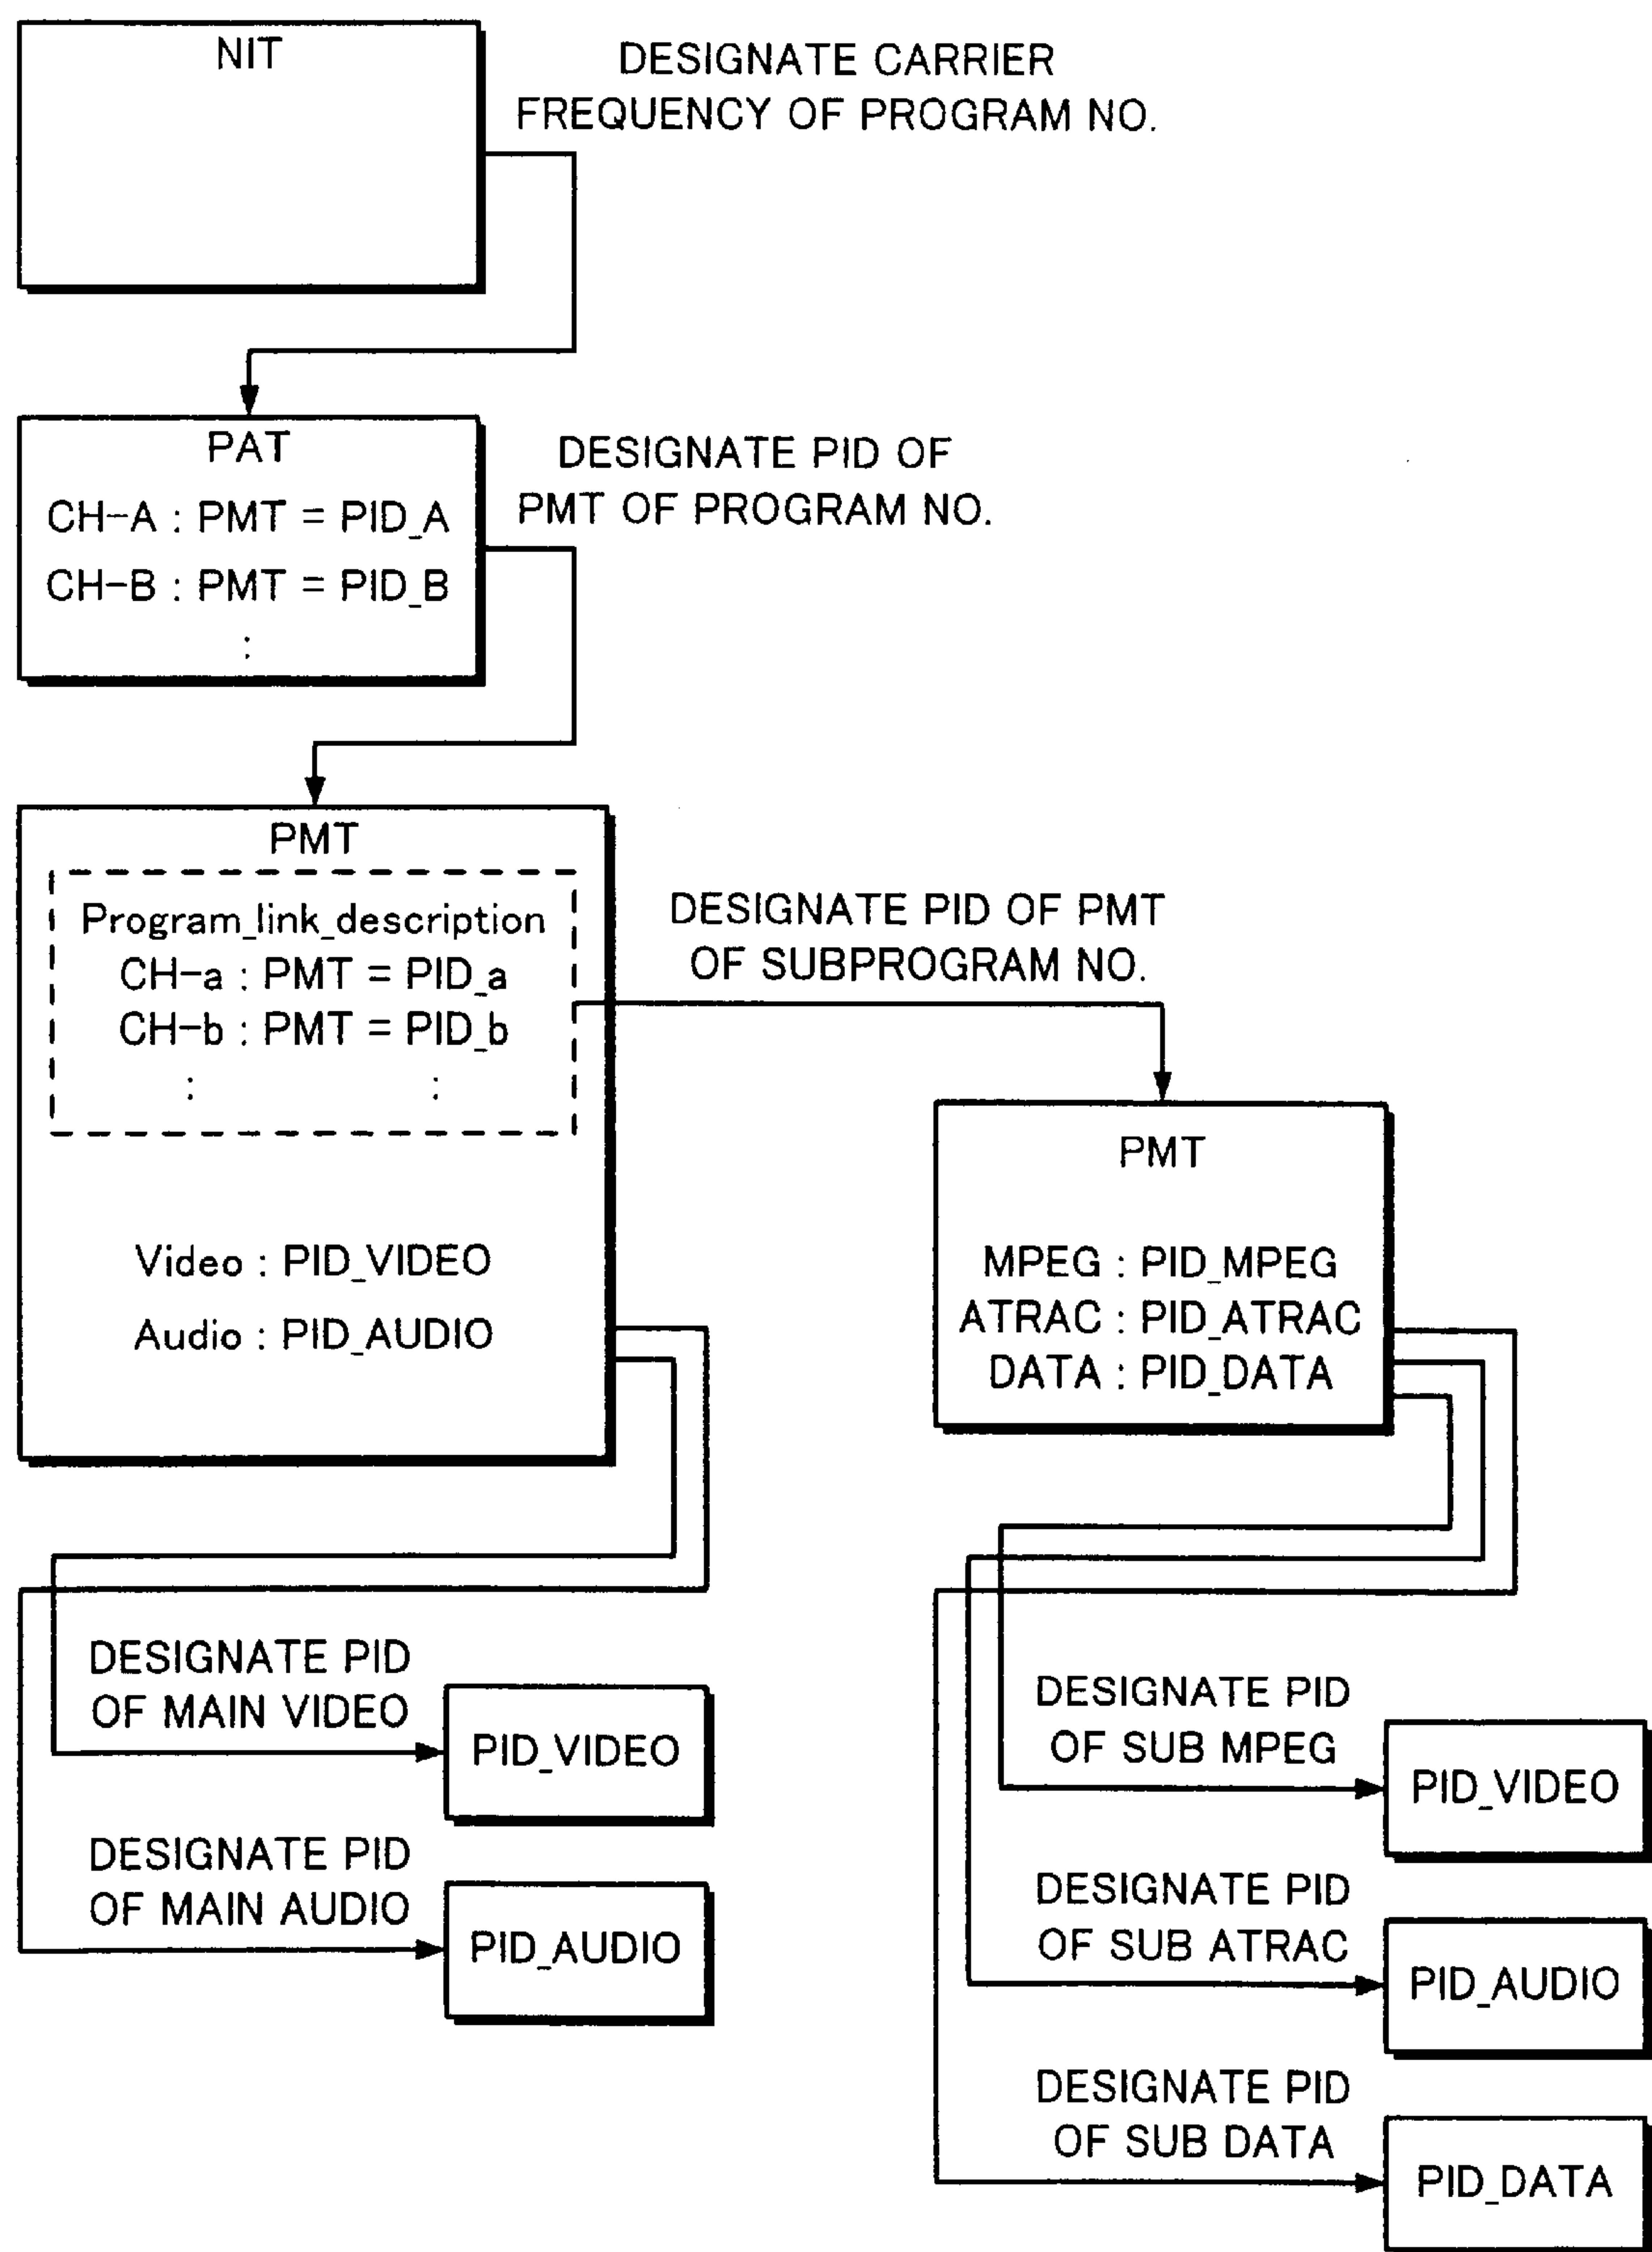 NIT
DESIGNATE CARRIER
FREQUENCY OF PROGRAM NO.
PAT
CH-A : PMT = PID_A
CH-B : PMT = PID_B
:
DESIGNATE PID OF
PMT OF PROGRAM NO.
PMT
Program_link_description
CH-a : PMT = PID_a
CH-b : PMT = PID_b
: :
Video : PID_VIDEO
Audio : PID_AUDIO
DESIGNATE PID OF PMT
OF SUBPROGRAM NO.
PMT
MPEG : PID_MPEG
ATRAC : PID_ATRAC
DATA : PID_DATA
DESIGNATE PID
OF MAIN VIDEO
PID_VIDEO
DESIGNATE PID
OF MAIN AUDIO
PID_AUDIO
DESIGNATE PID
OF SUB MPEG
PID_VIDEO
DESIGNATE PID
OF SUB ATRAC
PID_AUDIO
DESIGNATE PID
OF SUB DATA
PID_DATA